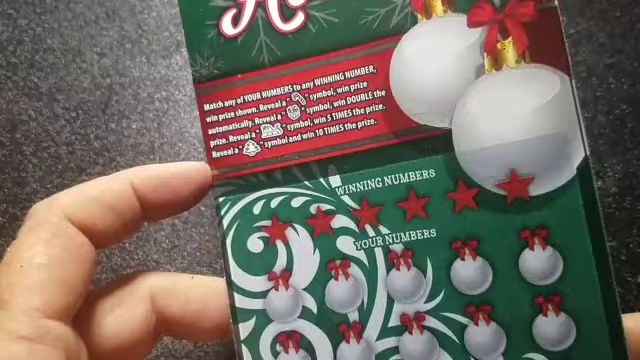 Match any of YOUR NUMBERS to any WINNING NUMBER,
win prize shown. Reveal a " " symbol, win prize
automatically. Reveal a " " symbol, win DOUBLE the
prize. Reveal a " " symbol, win 5 TIMES the prize.
Reveal a " " symbol and win 10 TIMES the prize.
WINNING NUMBERS
YOUR NUMBERS